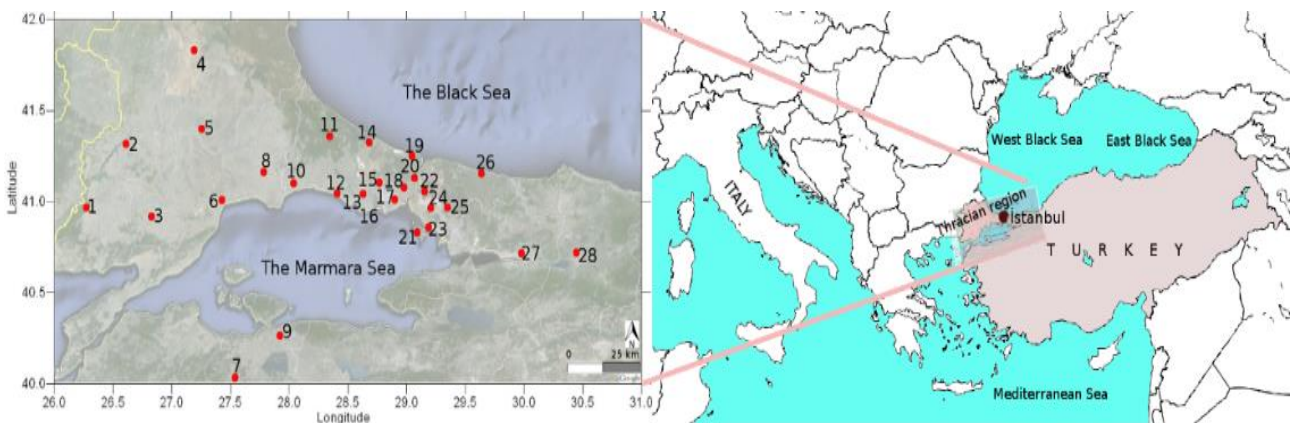 42.0
41.5
41.0
40.5
40.0
Latitude
26.0 26.5 27.0 27.5 28.0 28.5 29.0 29.5 30.0 30.5 31.0
Longitude
The Black Sea
The Marmara Sea
4
5
2
11
14
19
20
26
8
10
1
3
6
12
13
15
18
16
17
22
24
25
21
23
27
28
9
7
N
0 25 km
Google
West Black Sea East Black Sea
ITALY
Thracian region
İstanbul
T U R K E Y
Mediterranean Sea